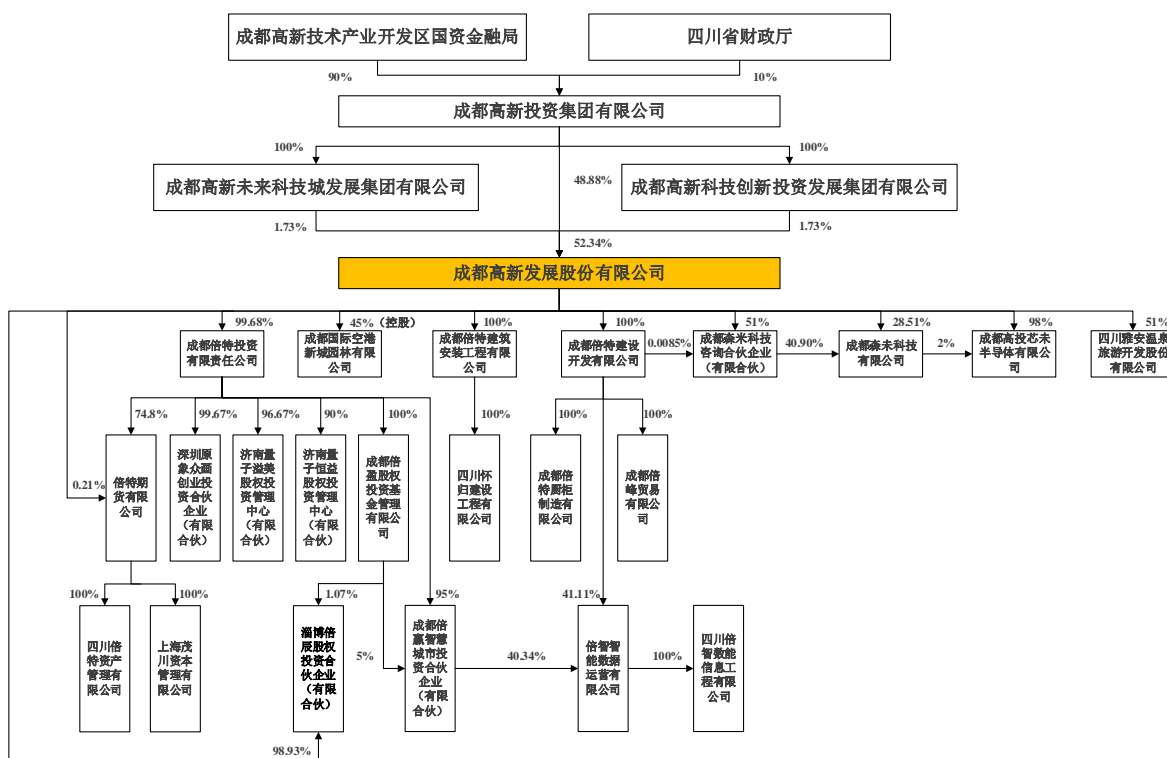 成都高新技术产业开发区国资金融局
四川省财政厅
90%
10%
成都高新投资集团有限公司
100%
100%
成都高新未来科技城发展集团有限公司
48.88%
成都高新科技创新投资发展集团有限公司
1.73%
1.73%
52.34%
成都高新发展股份有限公司
99.68%
45%
（控股）
100%
100%
51%
28.51%
98%
51%
成都倍特投资
有限责任公司
成都国际空港
新城园林有限
公司
成都倍特建筑
安装工程有限
公司
成都倍特建设
开发有限公司
0.0085%
成都森米科技
咨询合伙企业
（有限合伙）
40.90%
成都森未科技
有限公司
2%
成都高投芯未
半导体有限公
司
四川雅安温泉
旅游开发股份
有限公司
74.8%
99.67%
96.67%
90%
100%
100%
100%
100%
0.21%
倍特期
货有限
公司
深圳原
象众画
创业投
资合伙
企业
（有限
合伙）
济南量
子溢美
股权投
资管理
中心
（有限
合伙）
济南量
子恒益
股权投
资管理
中心
（有限
合伙）
成都倍
盈股权
投资基
金管理
有限公
司
四川怀
归建设
工程有
限公司
成都倍
特厨柜
制造有
限公司
成都倍
峰贸易
有限公
司
100%
100%
1.07%
95%
41.11%
四川倍
特资产
管理有
限公司
上海茂
川资本
管理有
限公司
淄博倍
辰股权
投资合
伙企业
（有限
合伙）
5%
成都倍
赢智慧
城市投
资合伙
企业
（有限
合伙）
40.34%
倍智智
能数据
运营有
限公司
100%
四川倍
智数能
信息工
程有限
公司
98.93%